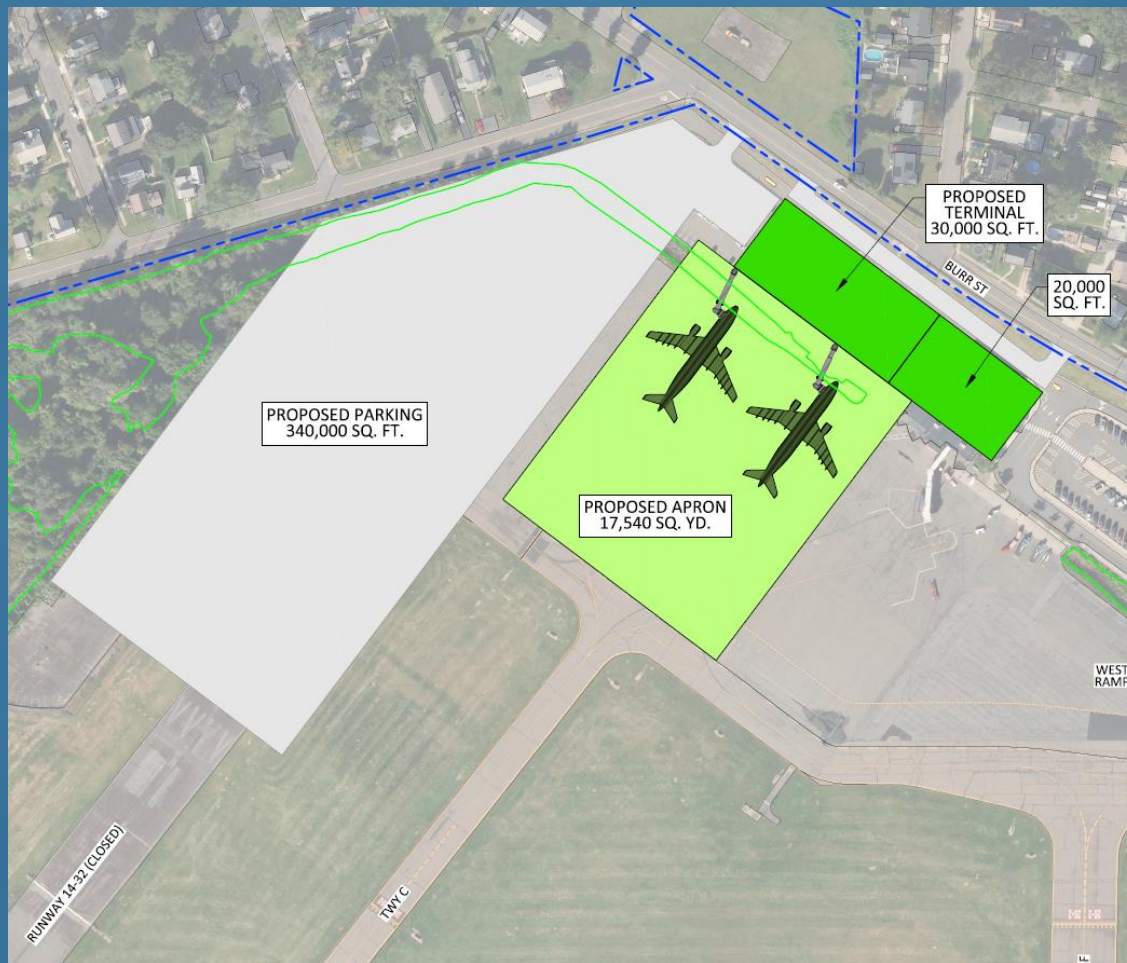 PROPOSED
TERMINAL
30,000 SQ. FT.
BURR ST
20,000
SQ. FT.
PROPOSED PARKING
340,000 SQ. FT.
PROPOSED APRON
17,540 SQ. YD.
WEST
RAMP
RUNWAY 14-32 (CLOSED)
TWY C
F